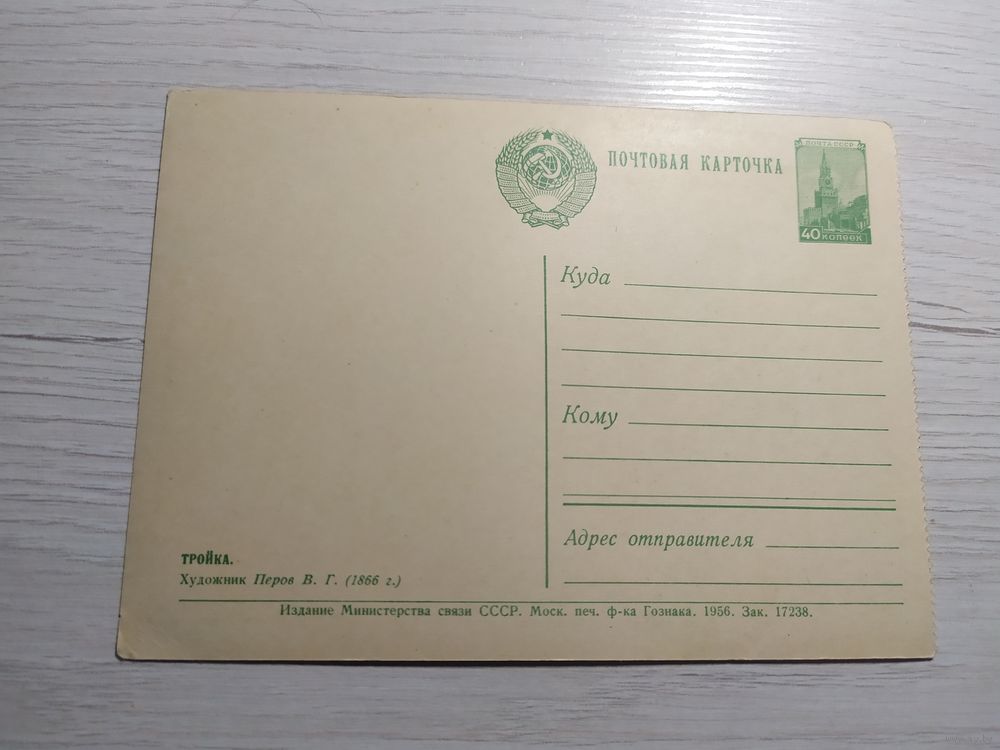 ПОЧТОВАЯ КАРТОЧКА
ПОЧТА СССР
40 КОПЕЕК
Куда
Кому
Адрес отправителя
ТРОЙКА.
Художник Перов В. Г. (1866 г.)
Издание Министерства связи СССР. Моск. печ. ф-ка Гознака. 1956. Зак. 17238.